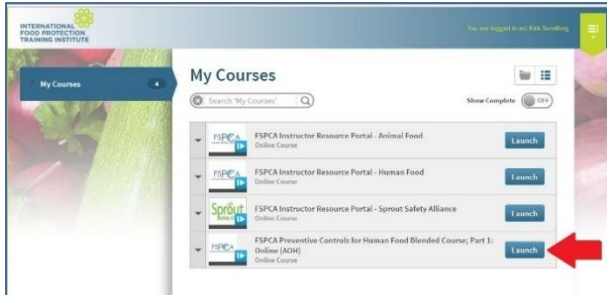 INTERNATIONAL
FOOD PROTECTION
TRAINING INSTITUTE
You are logged in as: Kirk Sundling
My Courses
4
My Courses
Search 'My Courses'
Show Complete
OFF
FSPCA
FSPCA Instructor Resource Portal - Animal Food
Online Course
Launch
FSPCA
FSPCA Instructor Resource Portal - Human Food
Online Course
Launch
Sprout
FSPCA Instructor Resource Portal - Sprout Safety Alliance
Online Course
Launch
FSPCA
FSPCA Preventive Controls for Human Food Blended Course; Part 1:
Online (AOH)
Online Course
Launch